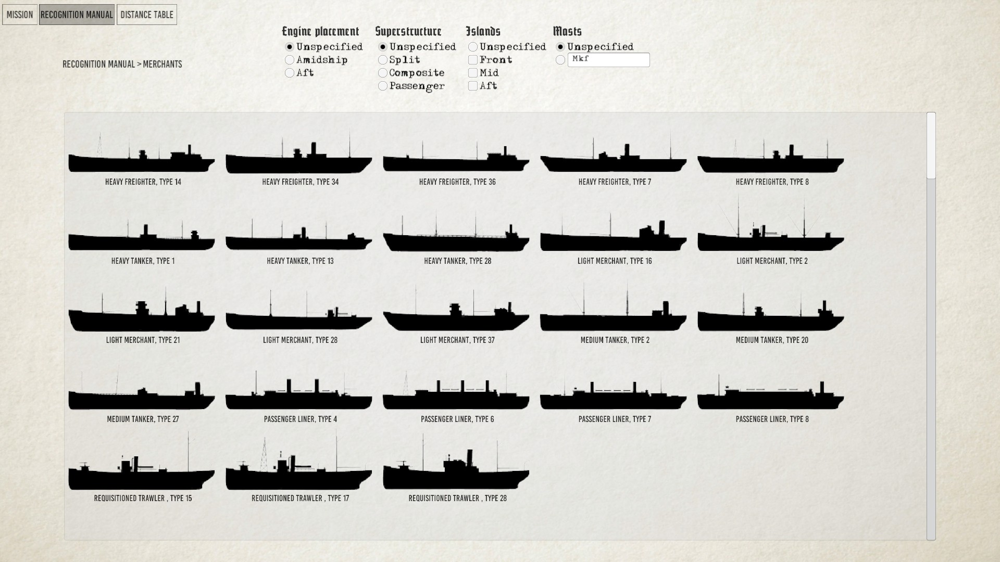 MISSION RECOGNITION MANUAL DISTANCE TABLE
Engine placement Superstructure Islands Masts
Unspecified Unspecified Unspecified Unspecified
Amidship Split Front Mkf
Aft Composite Mid
Passenger Aft
RECOGNITION MANUAL > MERCHANTS
HEAVY FREIGHTER, TYPE 14 HEAVY FREIGHTER, TYPE 34 HEAVY FREIGHTER, TYPE 36 HEAVY FREIGHTER, TYPE 7 HEAVY FREIGHTER, TYPE 8
HEAVY TANKER, TYPE 1 HEAVY TANKER, TYPE 13 HEAVY TANKER, TYPE 28 LIGHT MERCHANT, TYPE 16 LIGHT MERCHANT, TYPE 2
LIGHT MERCHANT, TYPE 21 LIGHT MERCHANT, TYPE 28 LIGHT MERCHANT, TYPE 37 MEDIUM TANKER, TYPE 2 MEDIUM TANKER, TYPE 20
MEDIUM TANKER, TYPE 27 PASSENGER LINER, TYPE 4 PASSENGER LINER, TYPE 6 PASSENGER LINER, TYPE 7 PASSENGER LINER, TYPE 8
REQUISITIONED TRAWLER , TYPE 15 REQUISITIONED TRAWLER , TYPE 17 REQUISITIONED TRAWLER , TYPE 28